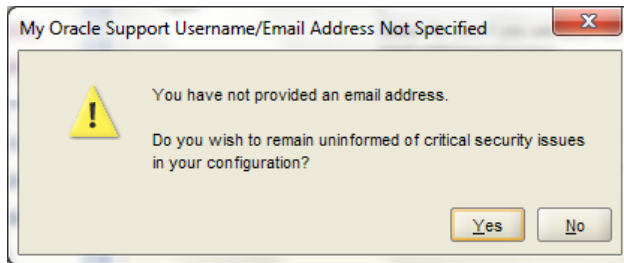 My Oracle Support Username/Email Address Not Specified
You have not provided an email address.
Do you wish to remain uninformed of critical security issues
in your configuration?
Yes
No